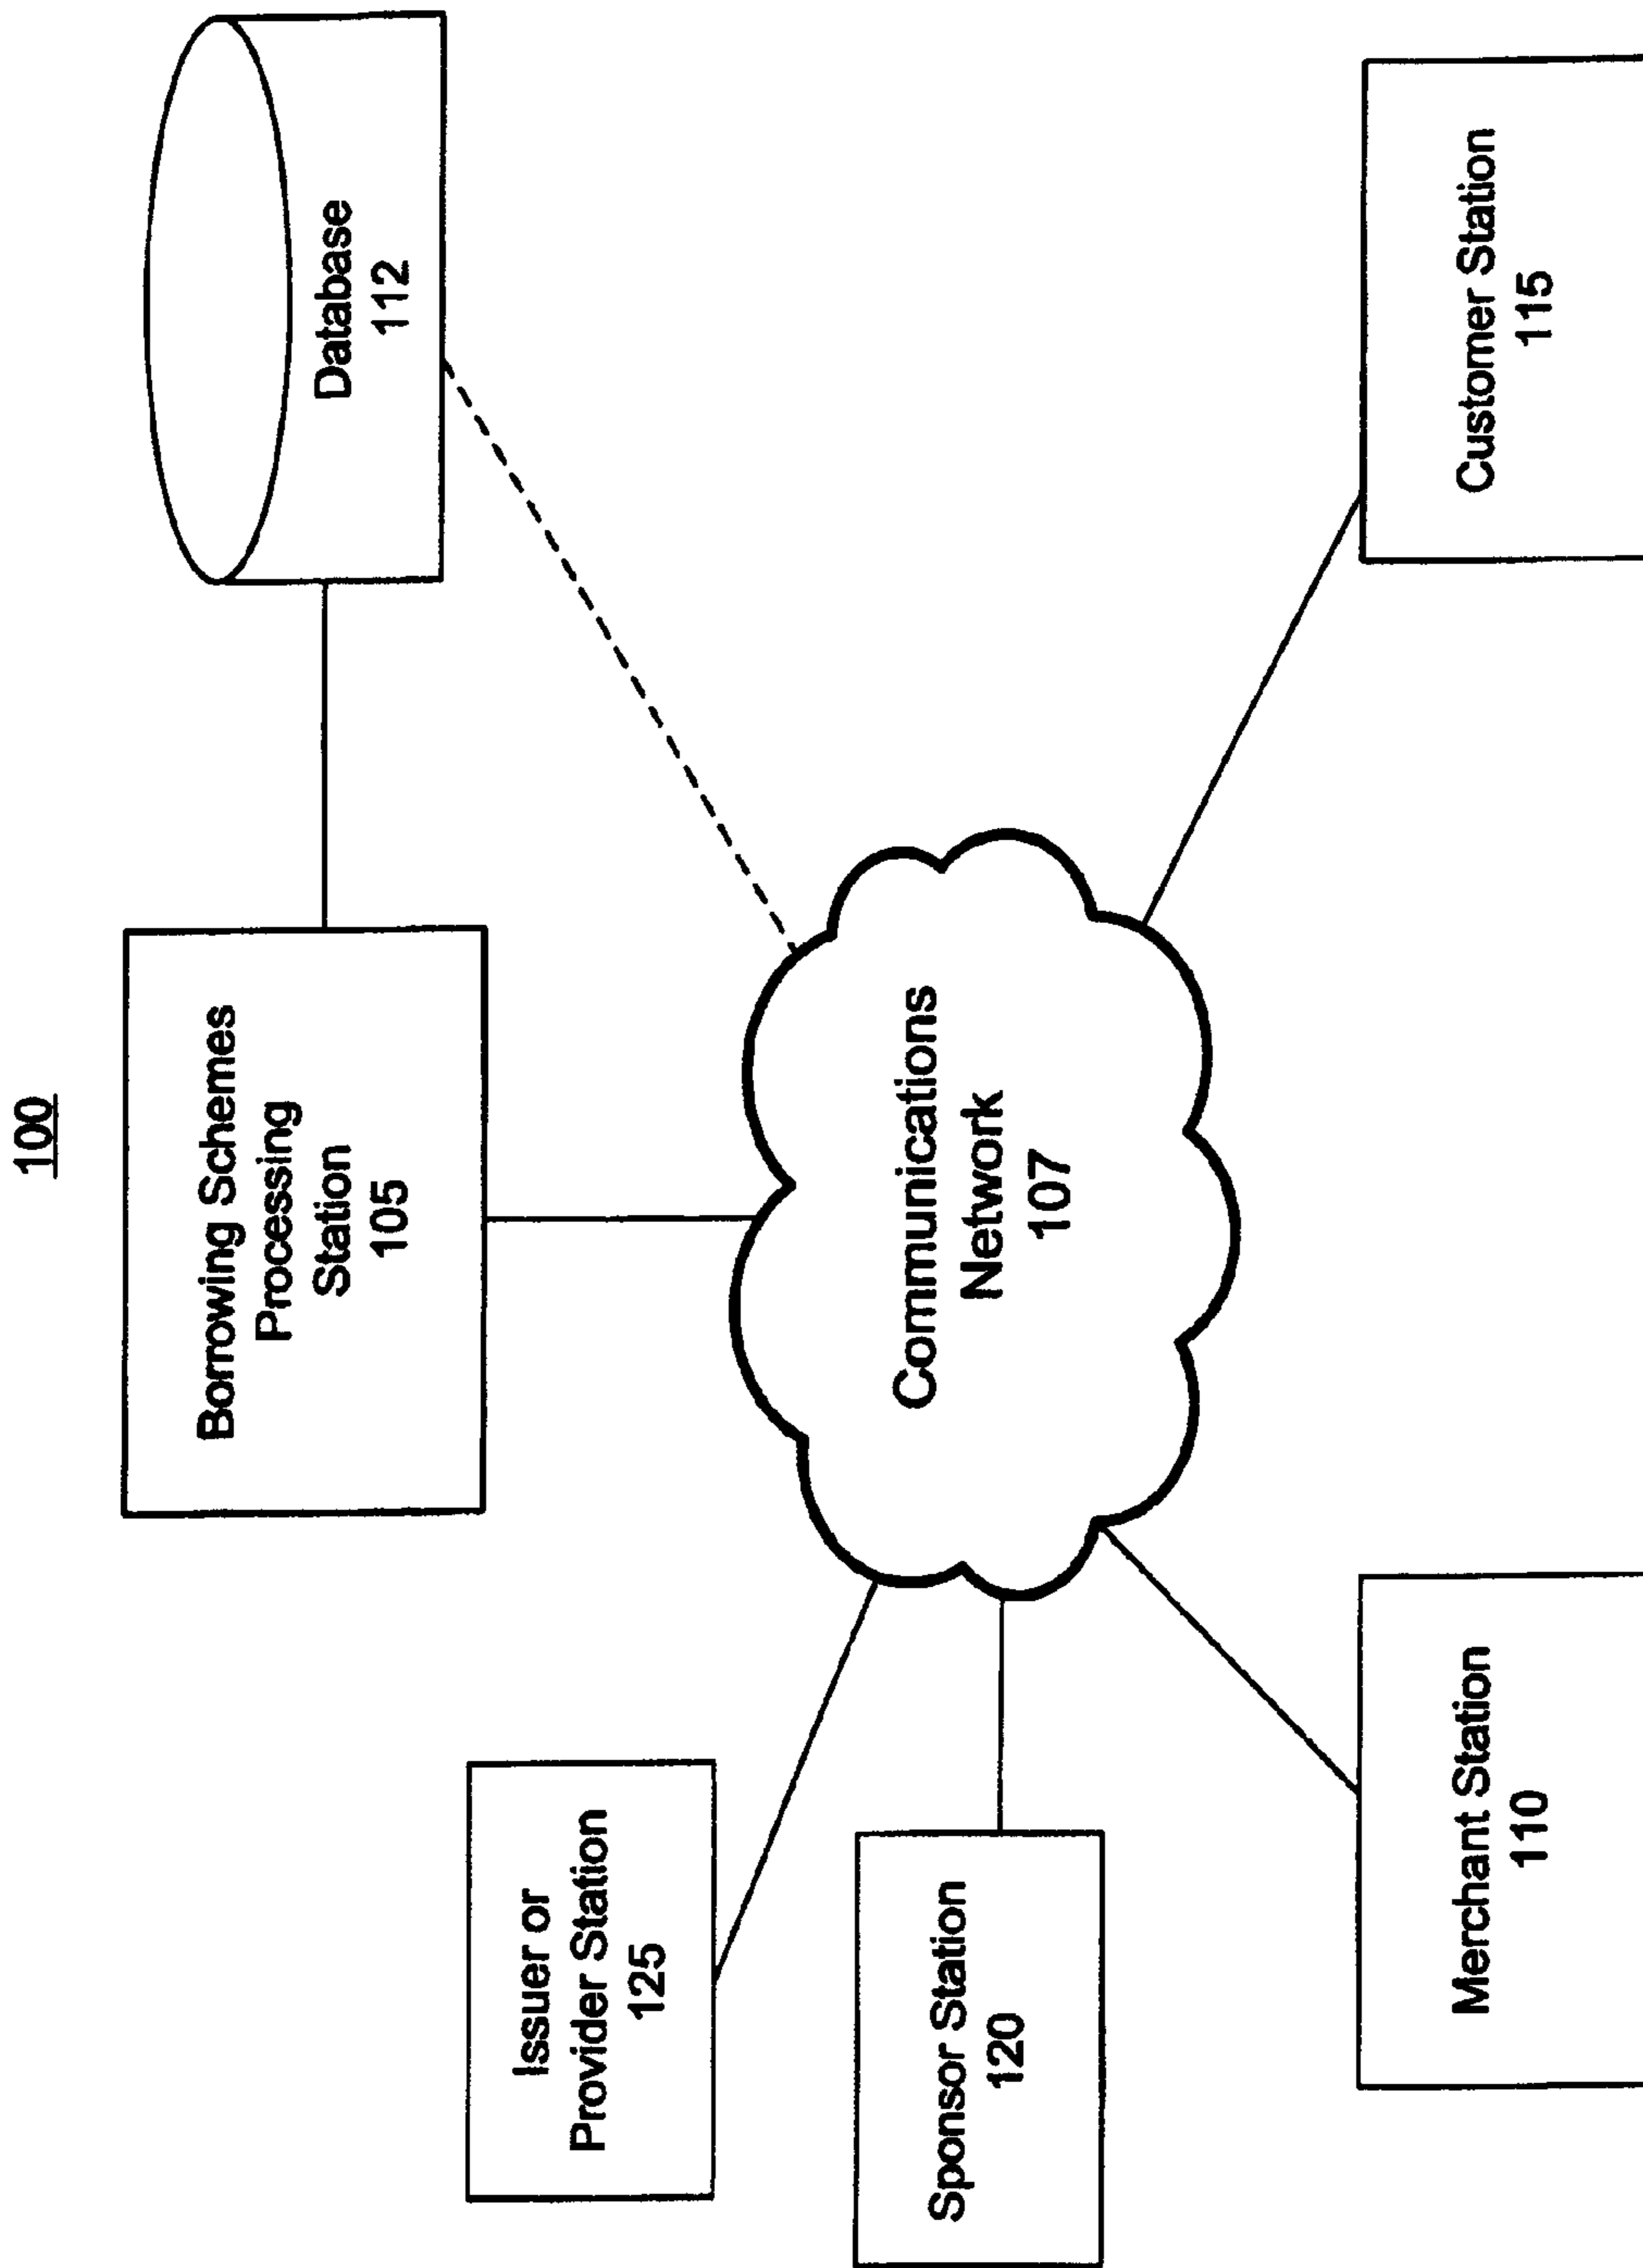 100
Borrowing Schemes
Processing
Station
105
Database
112
Issuer or
Provider Station
125
Communications
Network
107
Sponsor Station
120
Merchant Station
110
Customer Station
115